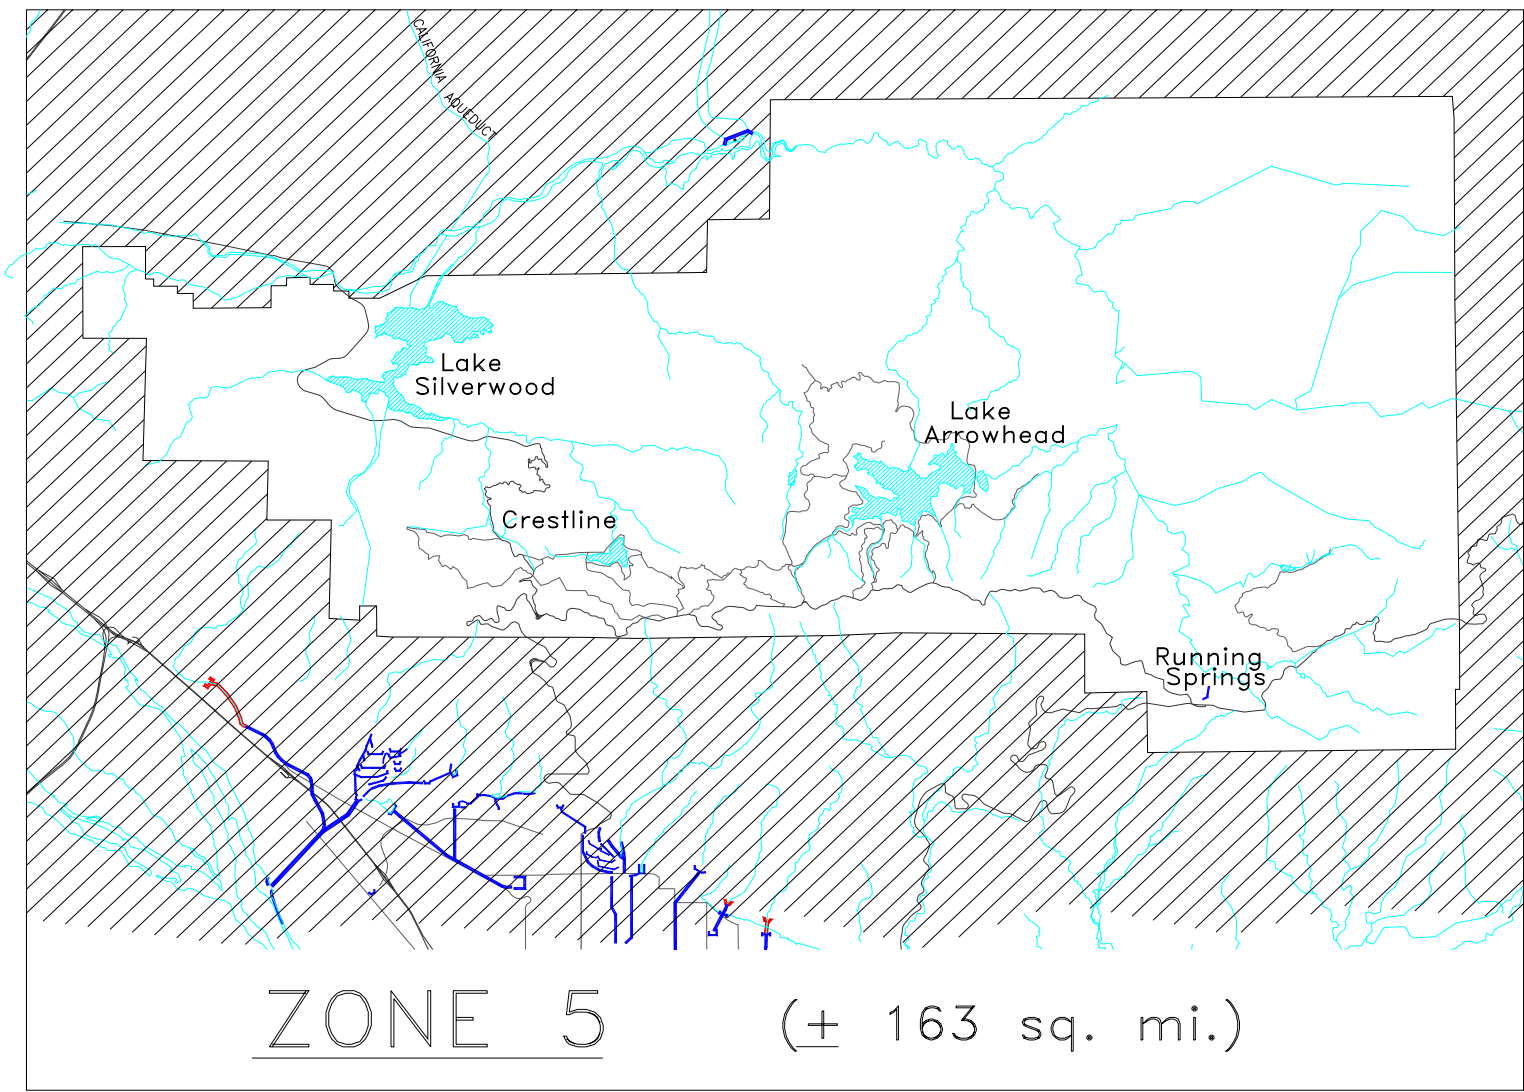 CALIFORNIA AQUEDUCT
Lake
Silverwood
Lake
Arrowhead
Crestline
Running
Springs
ZONE 5 (± 163 sq. mi.)